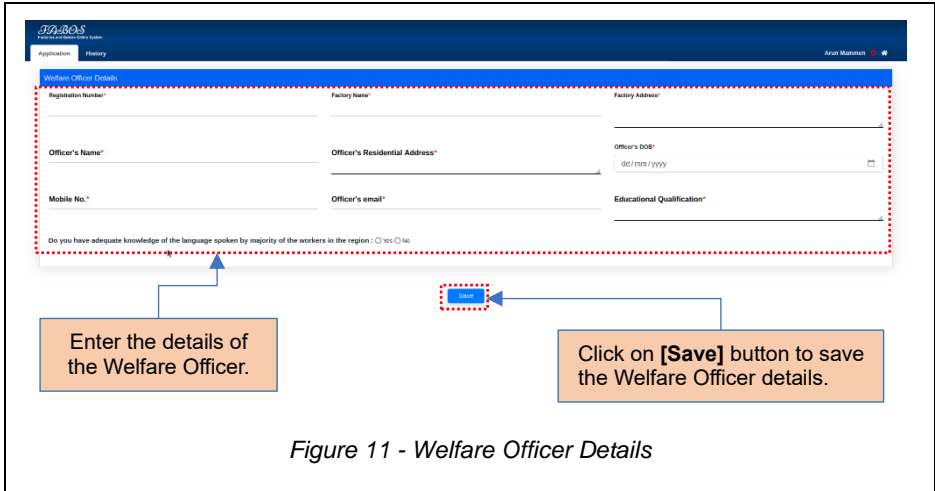 FABOS
Factories and Boilers Online System
Application History Arun Mammen
Welfare Officer Details
Registration Number* Factory Name* Factory Address*
Officer's Name* Officer's Residential Address* Officer's DOB*
dd/mm/yyyy
Mobile No.* Officer's email* Educational Qualification*
Do you have adequate knowledge of the language spoken by majority of the workers in the region : Yes No
Save
Enter the details of
the Welfare Officer.
Click on [Save] button to save
the Welfare Officer details.
Figure 11 - Welfare Officer Details